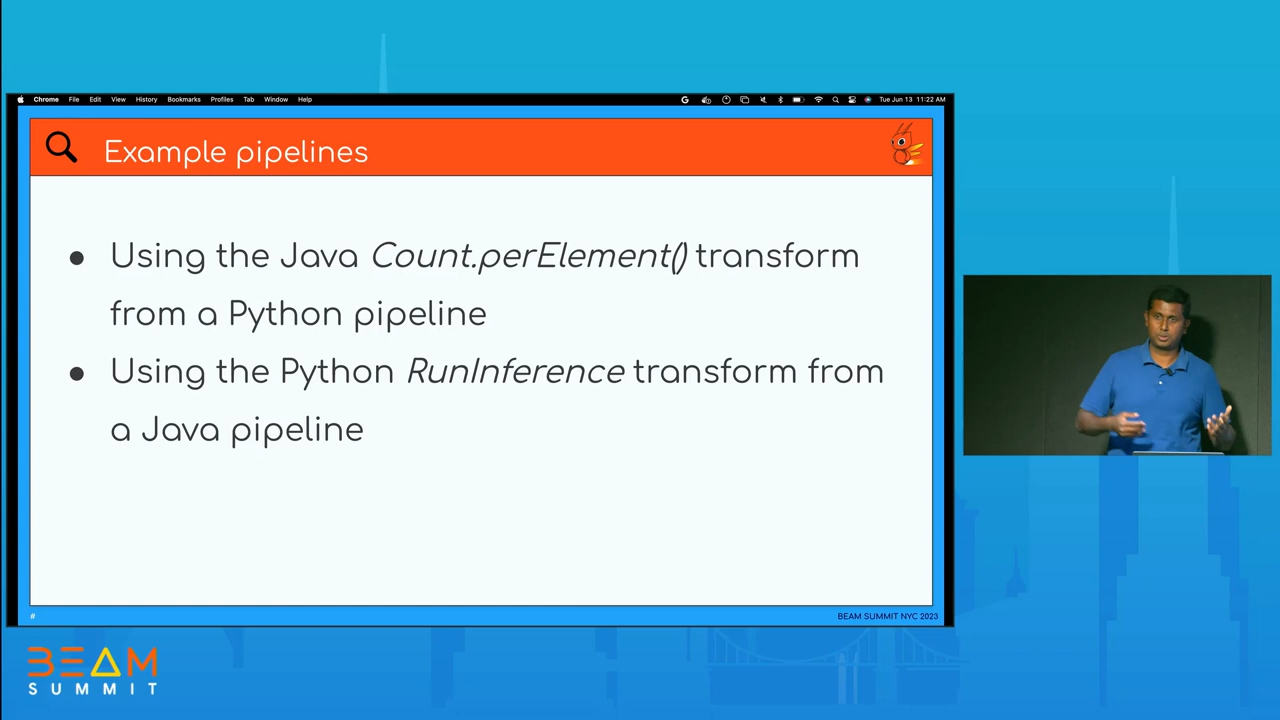 Chrome File Edit View History Bookmarks Profiles Tab Window Help
Tue Jun 13 11:22 AM
Example pipelines
● Using the Java Count.perElement() transform
from a Python pipeline
● Using the Python RunInference transform from
a Java pipeline
#
BEAM SUMMIT NYC 2023
BEAM
SUMMIT